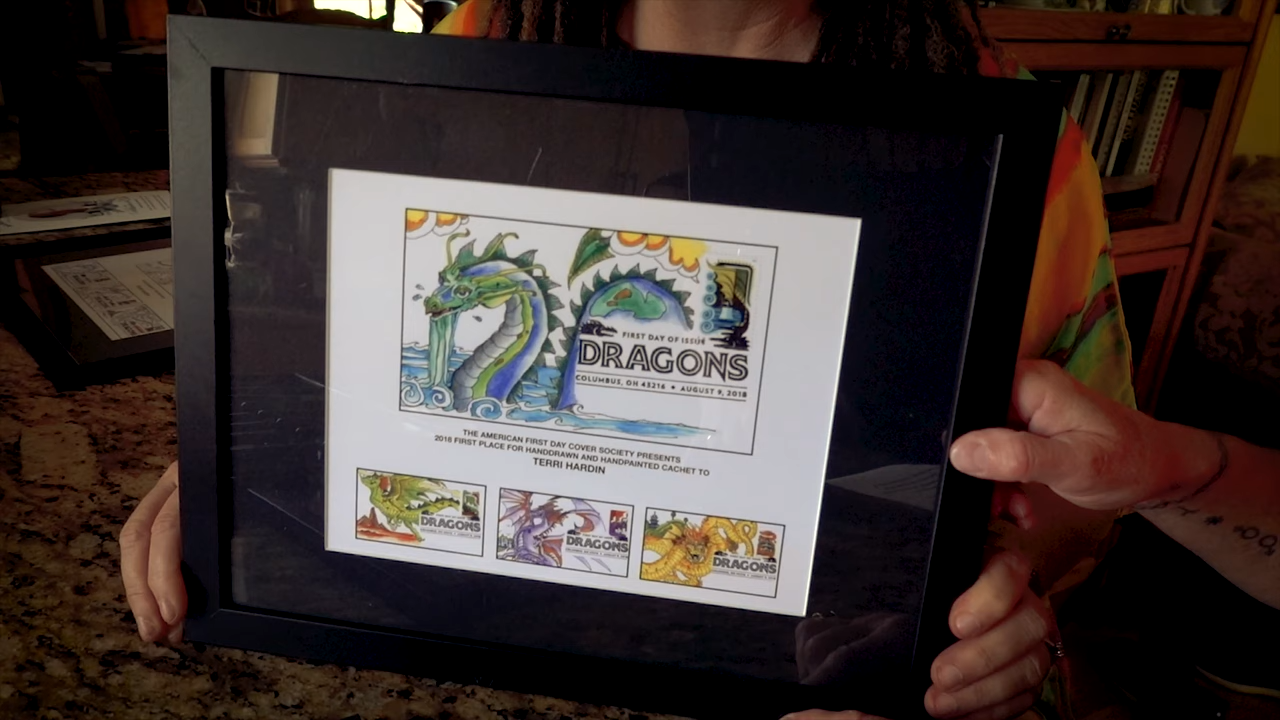 FIRST DAY OF ISSUE
DRAGONS
COLUMBUS, OH 43216 • AUGUST 9, 2018
THE AMERICAN FIRST DAY COVER SOCIETY PRESENTS
2018 FIRST PLACE FOR HANDDRAWN AND HANDPAINTED CACHET TO
TERRI HARDIN
DRAGONS
DRAGONS
DRAGONS